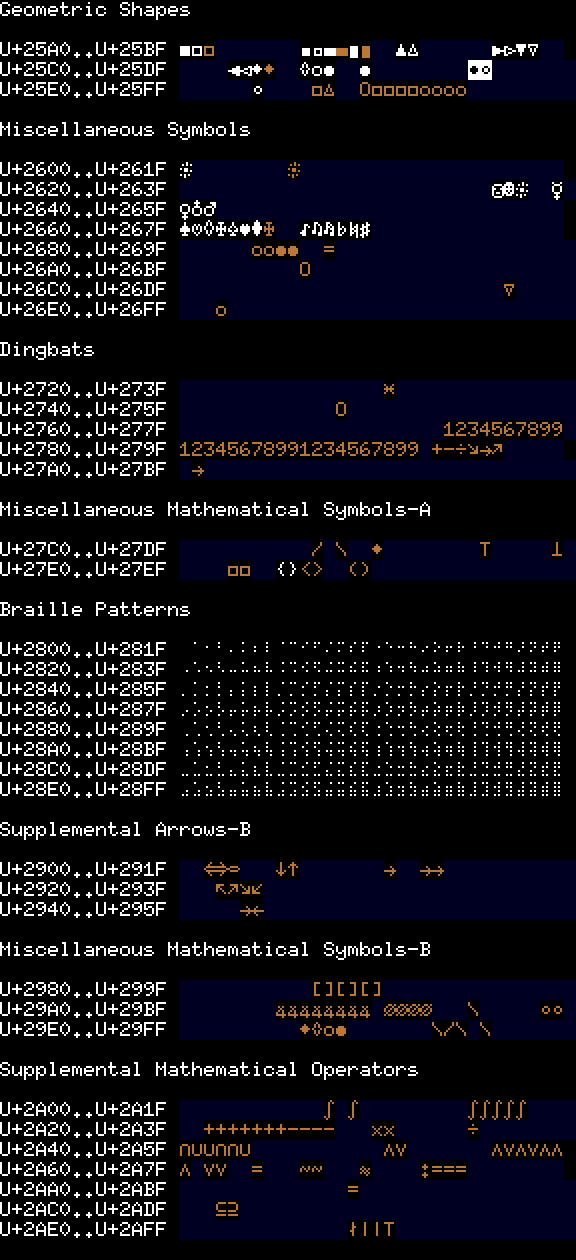 Geometric Shapes
U+25A0..U+25BF ■□□ ▪▫▬▬▮▮ ▲△ ►▻▼▽
U+25C0..U+25DF ◄◅◆◆ ◊○● ● ◘◙
U+25E0..U+25FF ◦ □△ O□□□□□○○○○
Miscellaneous Symbols
U+2600..U+261F ☼ ☼
U+2620..U+263F ☺☻☼ ♀
U+2640..U+265F ♀♁♂
U+2660..U+267F ♠♡♢♣♤♥♦ ♩♪♫♬♭♮♯
U+2680..U+269F ○○●● =
U+26A0..U+26BF O
U+26C0..U+26DF ▽
U+26E0..U+26FF ○
Dingbats
U+2720..U+273F *
U+2740..U+275F O
U+2760..U+277F 1234567899
U+2780..U+279F 12345678991234567899 +−÷↘→↗
U+27A0..U+27BF →
Miscellaneous Mathematical Symbols-A
U+27C0..U+27DF / \ ◆ T ⊥
U+27E0..U+27EF □□ ⟨⟩<> ()
Braille Patterns
U+2800..U+281F ⠀⠁⠂⠃⠄⠅⠆⠇⠈⠉⠊⠋⠌⠍⠎⠏⠐⠑⠒⠓⠔⠕⠖⠗⠘⠙⠚⠛⠜⠝⠞⠟
U+2820..U+283F ⠠⠡⠢⠣⠤⠥⠦⠧⠨⠩⠪⠫⠬⠭⠮⠯⠰⠱⠲⠳⠴⠵⠶⠷⠸⠹⠺⠻⠼⠽⠾⠿
U+2840..U+285F ⡀⡁⡂⡃⡄⡅⡆⡇⡈⡉⡊⡋⡌⡍⡎⡏⡐⡑⡒⡓⡔⡕⡖⡗⡘⡙⡚⡛⡜⡝⡞⡟
U+2860..U+287F ⡠⡡⡢⡣⡤⡥⡦⡧⡨⡩⡪⡫⡬⡭⡮⡯⡰⡱⡲⡳⡴⡵⡶⡷⡸⡹⡺⡻⡼⡽⡾⡿
U+2880..U+289F ⢀⢁⢂⢃⢄⢅⢆⢇⢈⢉⢊⢋⢌⢍⢎⢏⢐⢑⢒⢓⢔⢕⢖⢗⢘⢙⢚⢛⢜⢝⢞⢟
U+28A0..U+28BF ⢠⢡⢢⢣⢤⢥⢦⢧⢨⢩⢪⢫⢬⢭⢮⢯⢰⢱⢲⢳⢴⢵⢶⢷⢸⢹⢺⢻⢼⢽⢾⢿
U+28C0..U+28DF ⣀⣁⣂⣃⣄⣅⣆⣇⣈⣉⣊⣋⣌⣍⣎⣏⣐⣑⣒⣓⣔⣕⣖⣗⣘⣙⣚⣛⣜⣝⣞⣟
U+28E0..U+28FF ⣠⣡⣢⣣⣤⣥⣦⣧⣨⣩⣪⣫⣬⣭⣮⣯⣰⣱⣲⣳⣴⣵⣶⣷⣸⣹⣺⣻⣼⣽⣾⣿
Supplemental Arrows-B
U+2900..U+291F ↓↑ → →→
U+2920..U+293F ↖↗↘↙
U+2940..U+295F →←
Miscellaneous Mathematical Symbols-B
U+2980..U+299F [][][]
U+29A0..U+29BF ∡∡∡∡∡∡∡∡ ∅∅∅∅ \ ○○
U+29E0..U+29FF ◆◊○● \/\ \
Supplemental Mathematical Operators
U+2A00..U+2A1F ∫ ∫ ∫∫∫∫∫
U+2A20..U+2A3F +++++++−−−− ×× ÷
U+2A40..U+2A5F ∩∪∪∩∩∪ ∧∨ ∧∨∧∨∧∧
U+2A60..U+2A7F ∧ ∨∨ = ~~ ≈ ===
U+2AA0..U+2ABF =
U+2AC0..U+2ADF ⊆⊇
U+2AE0..U+2AFF ||T